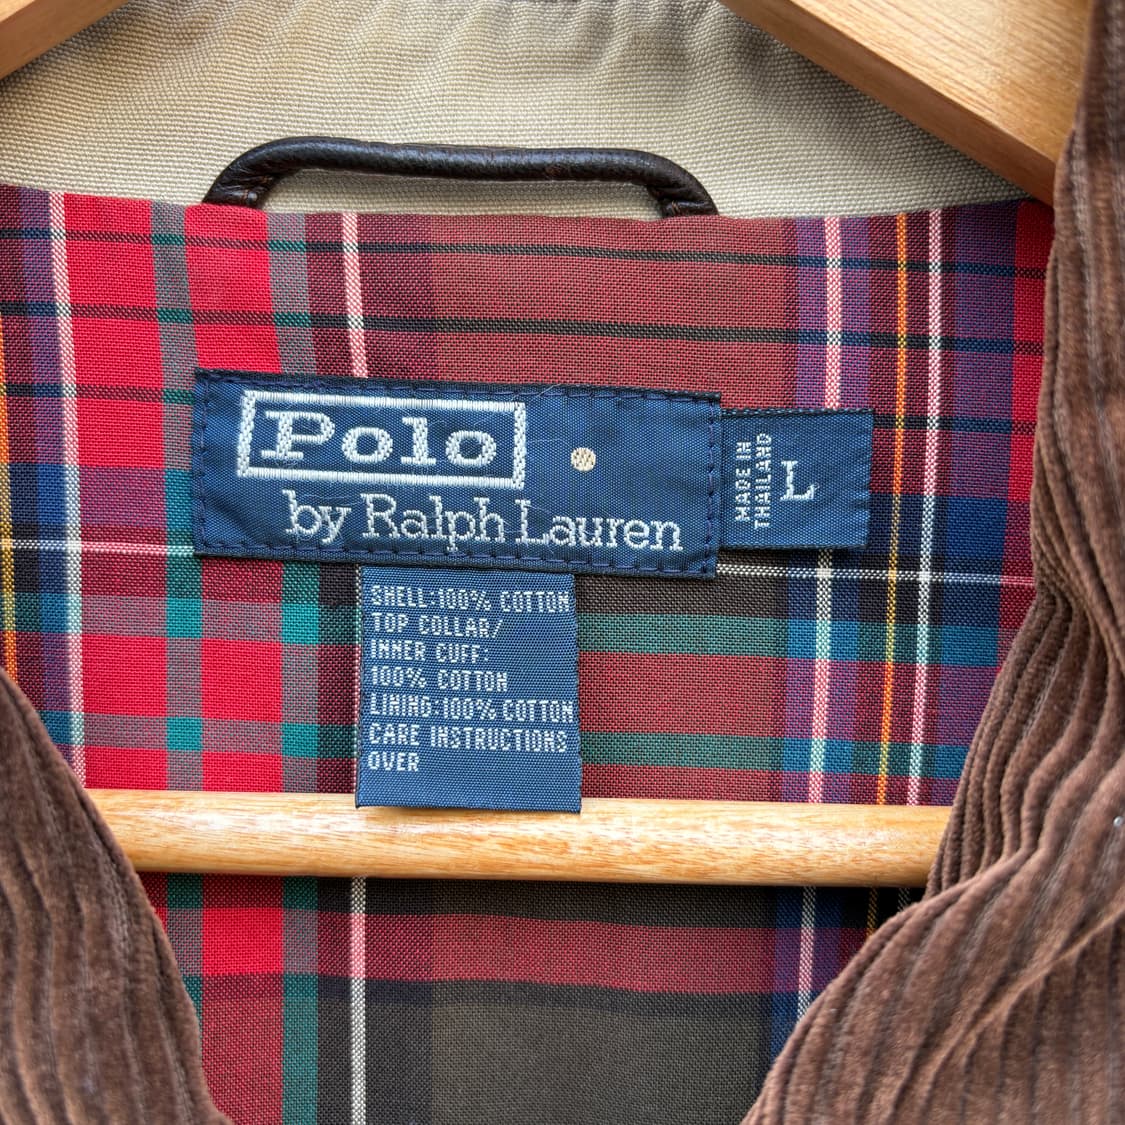 Polo
by Ralph Lauren
MADE IN
THAILAND
L
SHELL:100% COTTON
TOP COLLAR/
INNER CUFF:
100% COTTON
LINING:100% COTTON
CARE INSTRUCTIONS
OVER